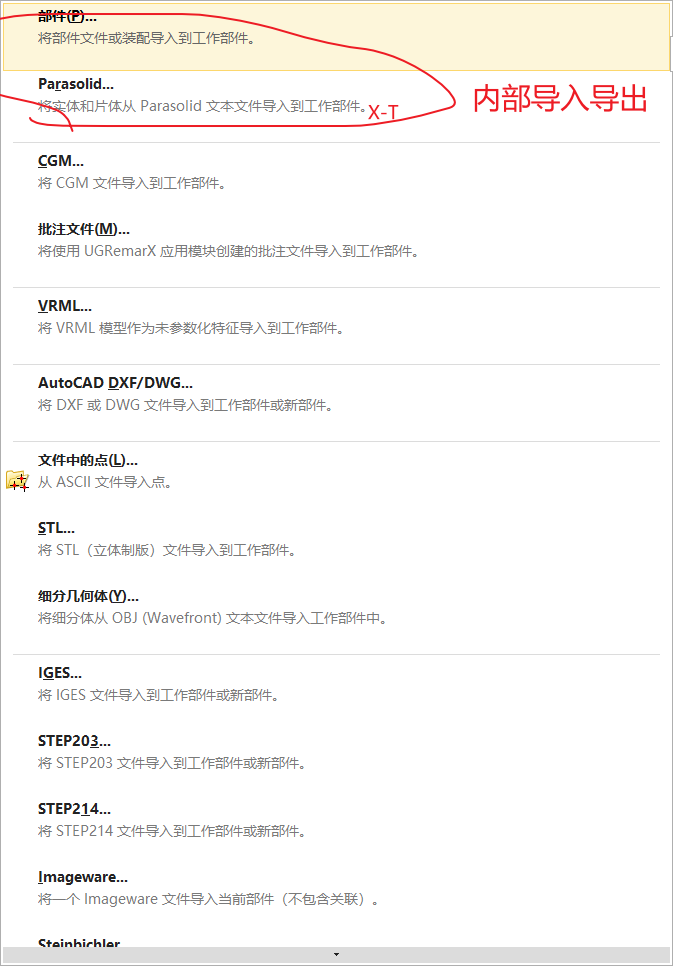 部件(P)...
将部件文件或装配导入到工作部件。
Parasolid...
将实体和片体从 Parasolid 文本文件导入到工作部件。
X-T
内部导入导出
CGM...
将 CGM 文件导入到工作部件。
批注文件(M)...
将使用 UGRemarX 应用模块创建的批注文件导入到工作部件。
VRML...
将 VRML 模型作为未参数化特征导入到工作部件。
AutoCAD DXF/DWG...
将 DXF 或 DWG 文件导入到工作部件或新部件。
文件中的点(L)...
从 ASCII 文件导入点。
STL...
将 STL（立体制版）文件导入到工作部件。
细分几何体(Y)...
将细分体从 OBJ (Wavefront) 文本文件导入工作部件中。
IGES...
将 IGES 文件导入到工作部件或新部件。
STEP203...
将 STEP203 文件导入到工作部件或新部件。
STEP214...
将 STEP214 文件导入到工作部件或新部件。
Imageware...
将一个 Imageware 文件导入当前部件（不包含关联）。
Steinbichler